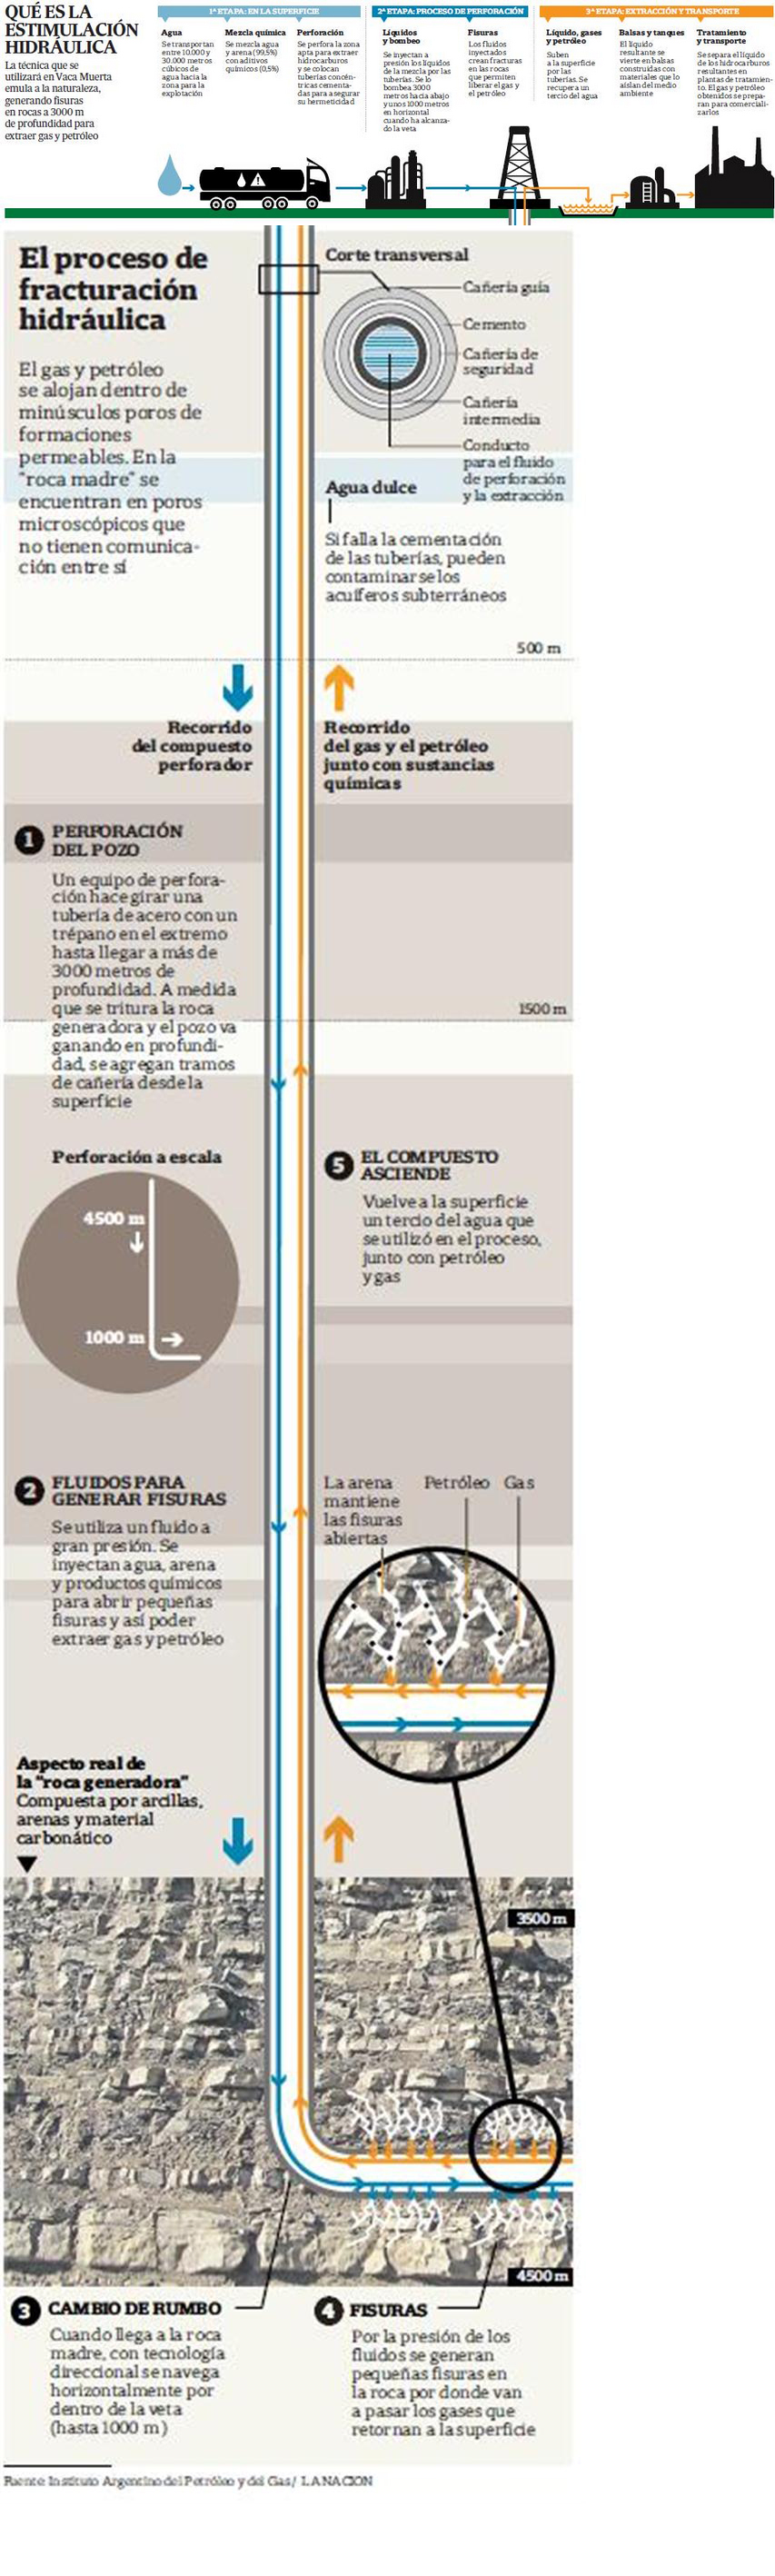 QUÉ ES LA
ESTIMULACIÓN
HIDRÁULICA
La técnica que se
utilizará en Vaca Muerta
emula a la naturaleza,
generando fisuras
en rocas a 3000 m
de profundidad para
extraer gas y petróleo
1ª ETAPA: EN LA SUPERFICIE
Agua
Se transportan
entre 10.000 y
30.000 metros
cúbicos de
agua hacia la
zona para la
explotación
Mezcla química
Se mezcla agua
y arena (99,5%)
con aditivos
químicos (0,5%)
Perforación
Se perfora la zona
apta para extraer
hidrocarburos
y se colocan
tuberías concén-
tricas cementa-
das para asegurar
su hermeticidad
2ª ETAPA: PROCESO DE PERFORACIÓN
Líquidos
y bombeo
Se inyectan a
presión los líquidos
de la mezcla por las
tuberías. Se lo
bombea 3000
metros hacia abajo
y unos 1000 metros
en horizontal
cuando ha alcanza-
do la veta
Fisuras
Los fluidos
inyectados
crean fracturas
en las rocas
que permiten
liberar el gas y
el petróleo
3ª ETAPA: EXTRACCIÓN Y TRANSPORTE
Líquido, gases
y petróleo
Suben
a la superficie
por las
tuberías. Se
recupera un
tercio del agua
Balsas y tanques
El líquido
resultante se
vierte en balsas
construidas con
materiales que lo
aíslan del medio
ambiente
Tratamiento
y transporte
Se separa el líquido
de los hidrocarburos
resultantes en
plantas de tratamien-
to. El gas y petróleo
obtenidos se prepa-
ran para comerciali-
zarlos
El proceso de
fracturación
hidráulica
El gas y petróleo
se alojan dentro de
minúsculos poros de
formaciones
permeables. En la
"roca madre" se
encuentran en poros
microscópicos que
no tienen comunica-
ción entre sí
Corte transversal
Cañería guía
Cemento
Cañería de
seguridad
Cañería
intermedia
Conducto
para el fluido
de perforación
y la extracción
Agua dulce
Si falla la cementación
de las tuberías, pueden
contaminarse los
acuíferos subterráneos
500 m
Recorrido
del compuesto
perforador
Recorrido
del gas y el petróleo
junto con sustancias
químicas
1 PERFORACIÓN
DEL POZO
Un equipo de perfora-
ción hace girar una
tubería de acero con un
trépano en el extremo
hasta llegar a más de
3000 metros de
profundidad. A medida
que se tritura la roca
generadora y el pozo va
ganando en profundi-
dad, se agregan tramos
de cañería desde la
superficie
1500 m
Perforación a escala
4500 m
1000 m
5 EL COMPUESTO
ASCIENDE
Vuelve a la superficie
un tercio del agua que
se utilizó en el proceso,
junto con petróleo
y gas
2 FLUIDOS PARA
GENERAR FISURAS
Se utiliza un fluido a
gran presión. Se
inyectan agua, arena
y productos químicos
para abrir pequeñas
fisuras y así poder
extraer gas y petróleo
La arena
mantiene
las fisuras
abiertas
Petróleo
Gas
Aspecto real de
la "roca generadora"
Compuesta por arcillas,
arenas y material
carbonático
3500 m
4500 m
3 CAMBIO DE RUMBO
Cuando llega a la roca
madre, con tecnología
direccional se navega
horizontalmente por
dentro de la veta
(hasta 1000 m)
4 FISURAS
Por la presión de los
fluidos se generan
pequeñas fisuras en
la roca por donde van
a pasar los gases que
retornan a la superficie
Fuente: Instituto Argentino del Petróleo y del Gas / LA NACION